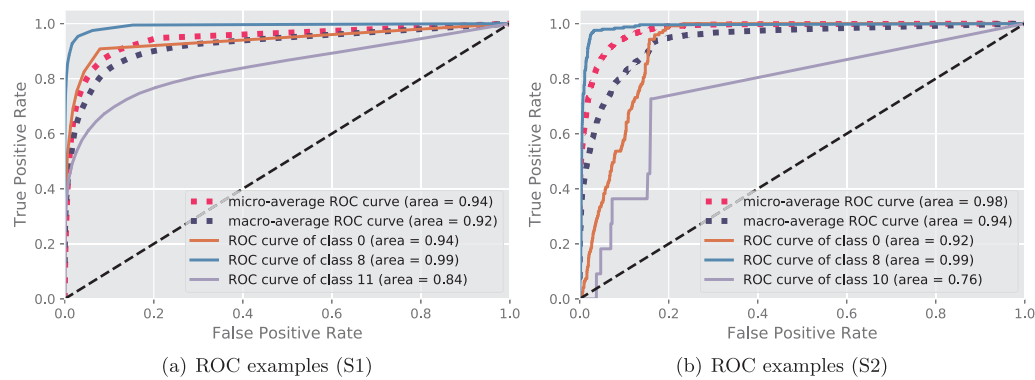 1.0
0.8
0.6
0.4
0.2
0.0
True Positive Rate
micro-average ROC curve (area = 0.94)
macro-average ROC curve (area = 0.92)
ROC curve of class 0 (area = 0.94)
ROC curve of class 8 (area = 0.99)
ROC curve of class 11 (area = 0.84)
0.0 0.2 0.4 0.6 0.8 1.0
False Positive Rate
(a) ROC examples (S1)
1.0
0.8
0.6
0.4
0.2
0.0
True Positive Rate
micro-average ROC curve (area = 0.98)
macro-average ROC curve (area = 0.94)
ROC curve of class 0 (area = 0.92)
ROC curve of class 8 (area = 0.99)
ROC curve of class 10 (area = 0.76)
0.0 0.2 0.4 0.6 0.8 1.0
False Positive Rate
(b) ROC examples (S2)